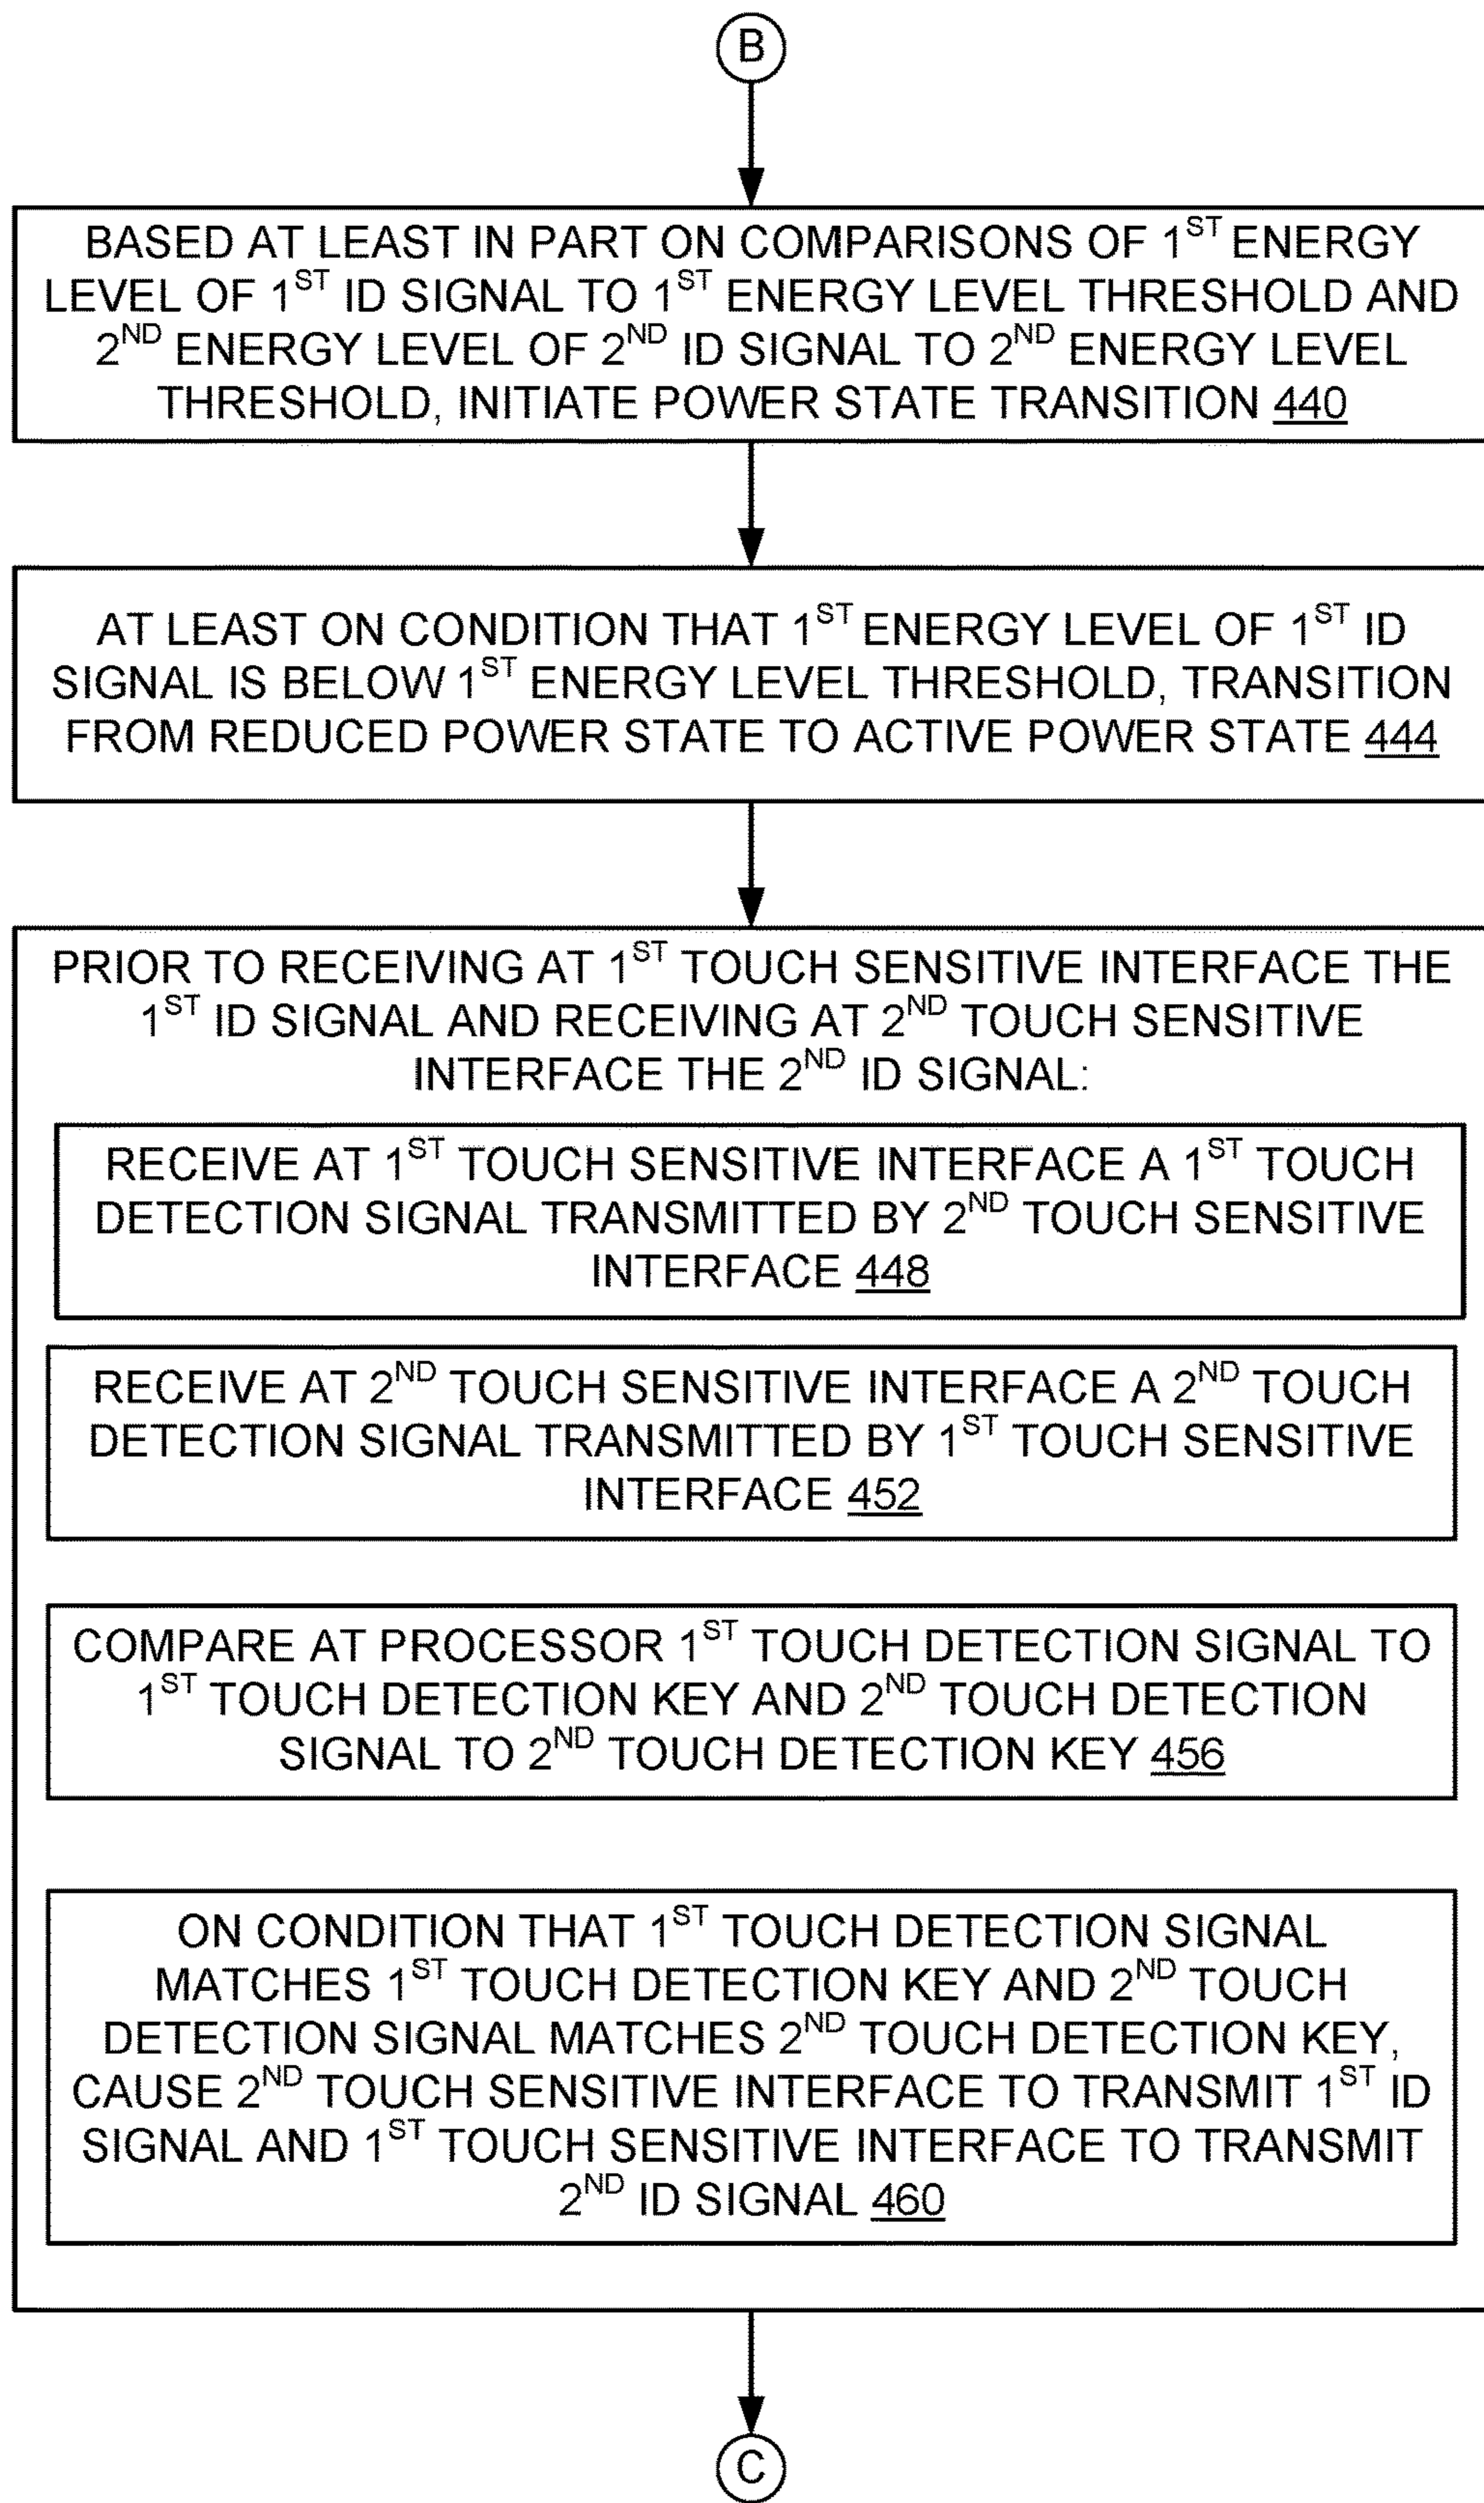 B
BASED AT LEAST IN PART ON COMPARISONS OF 1ST ENERGY
LEVEL OF 1ST ID SIGNAL TO 1ST ENERGY LEVEL THRESHOLD AND
2ND ENERGY LEVEL OF 2ND ID SIGNAL TO 2ND ENERGY LEVEL
THRESHOLD, INITIATE POWER STATE TRANSITION 440
AT LEAST ON CONDITION THAT 1ST ENERGY LEVEL OF 1ST ID
SIGNAL IS BELOW 1ST ENERGY LEVEL THRESHOLD, TRANSITION
FROM REDUCED POWER STATE TO ACTIVE POWER STATE 444
PRIOR TO RECEIVING AT 1ST TOUCH SENSITIVE INTERFACE THE
1ST ID SIGNAL AND RECEIVING AT 2ND TOUCH SENSITIVE
INTERFACE THE 2ND ID SIGNAL:
RECEIVE AT 1ST TOUCH SENSITIVE INTERFACE A 1ST TOUCH
DETECTION SIGNAL TRANSMITTED BY 2ND TOUCH SENSITIVE
INTERFACE 448
RECEIVE AT 2ND TOUCH SENSITIVE INTERFACE A 2ND TOUCH
DETECTION SIGNAL TRANSMITTED BY 1ST TOUCH SENSITIVE
INTERFACE 452
COMPARE AT PROCESSOR 1ST TOUCH DETECTION SIGNAL TO
1ST TOUCH DETECTION KEY AND 2ND TOUCH DETECTION
SIGNAL TO 2ND TOUCH DETECTION KEY 456
ON CONDITION THAT 1ST TOUCH DETECTION SIGNAL
MATCHES 1ST TOUCH DETECTION KEY AND 2ND TOUCH
DETECTION SIGNAL MATCHES 2ND TOUCH DETECTION KEY,
CAUSE 2ND TOUCH SENSITIVE INTERFACE TO TRANSMIT 1ST ID
SIGNAL AND 1ST TOUCH SENSITIVE INTERFACE TO TRANSMIT
2ND ID SIGNAL 460
C